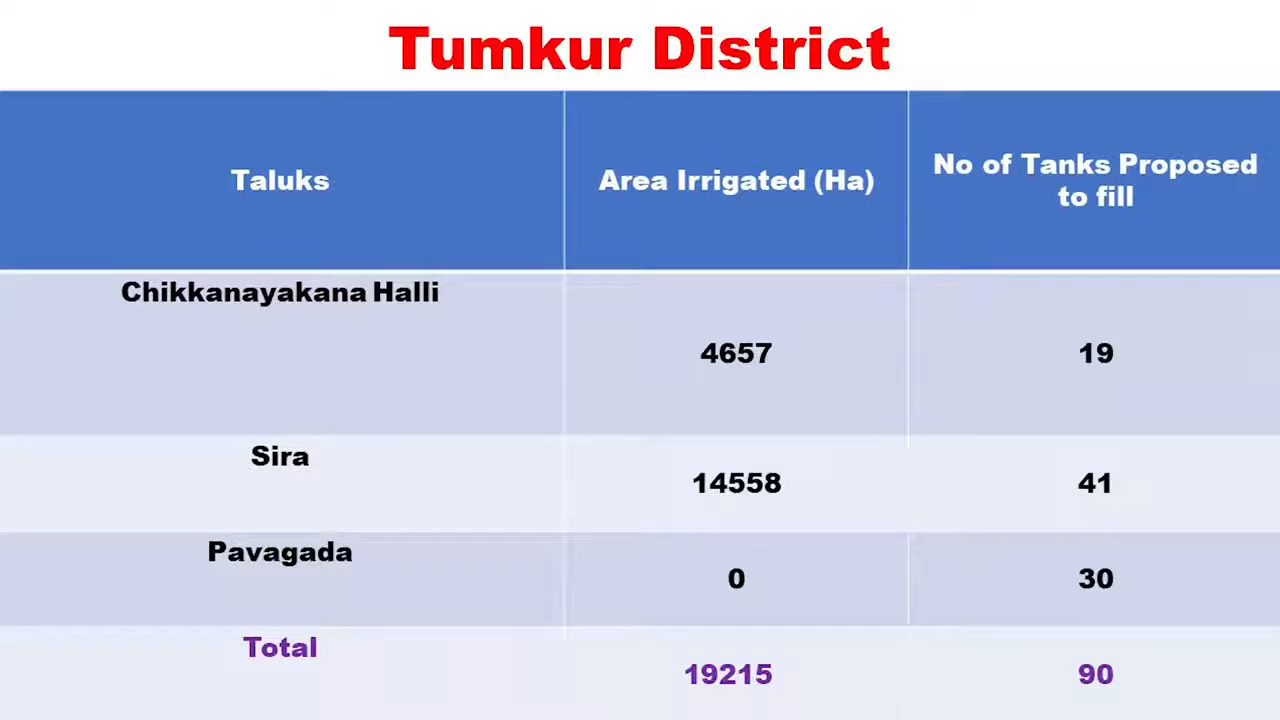 Tumkur District
Taluks
Area Irrigated (Ha)
No of Tanks Proposed
to fill
Chikkanayakana Halli
4657
19
Sira
14558
41
Pavagada
0
30
Total
19215
90